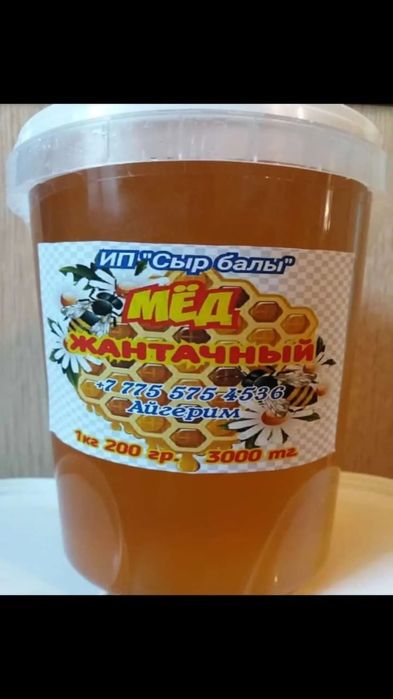 ИП "Сыр балы"
МЁД
ЖАНТАЧНЫЙ
+7 775 575 4536
Айгерим
1кг 200 гр. 3000 тг